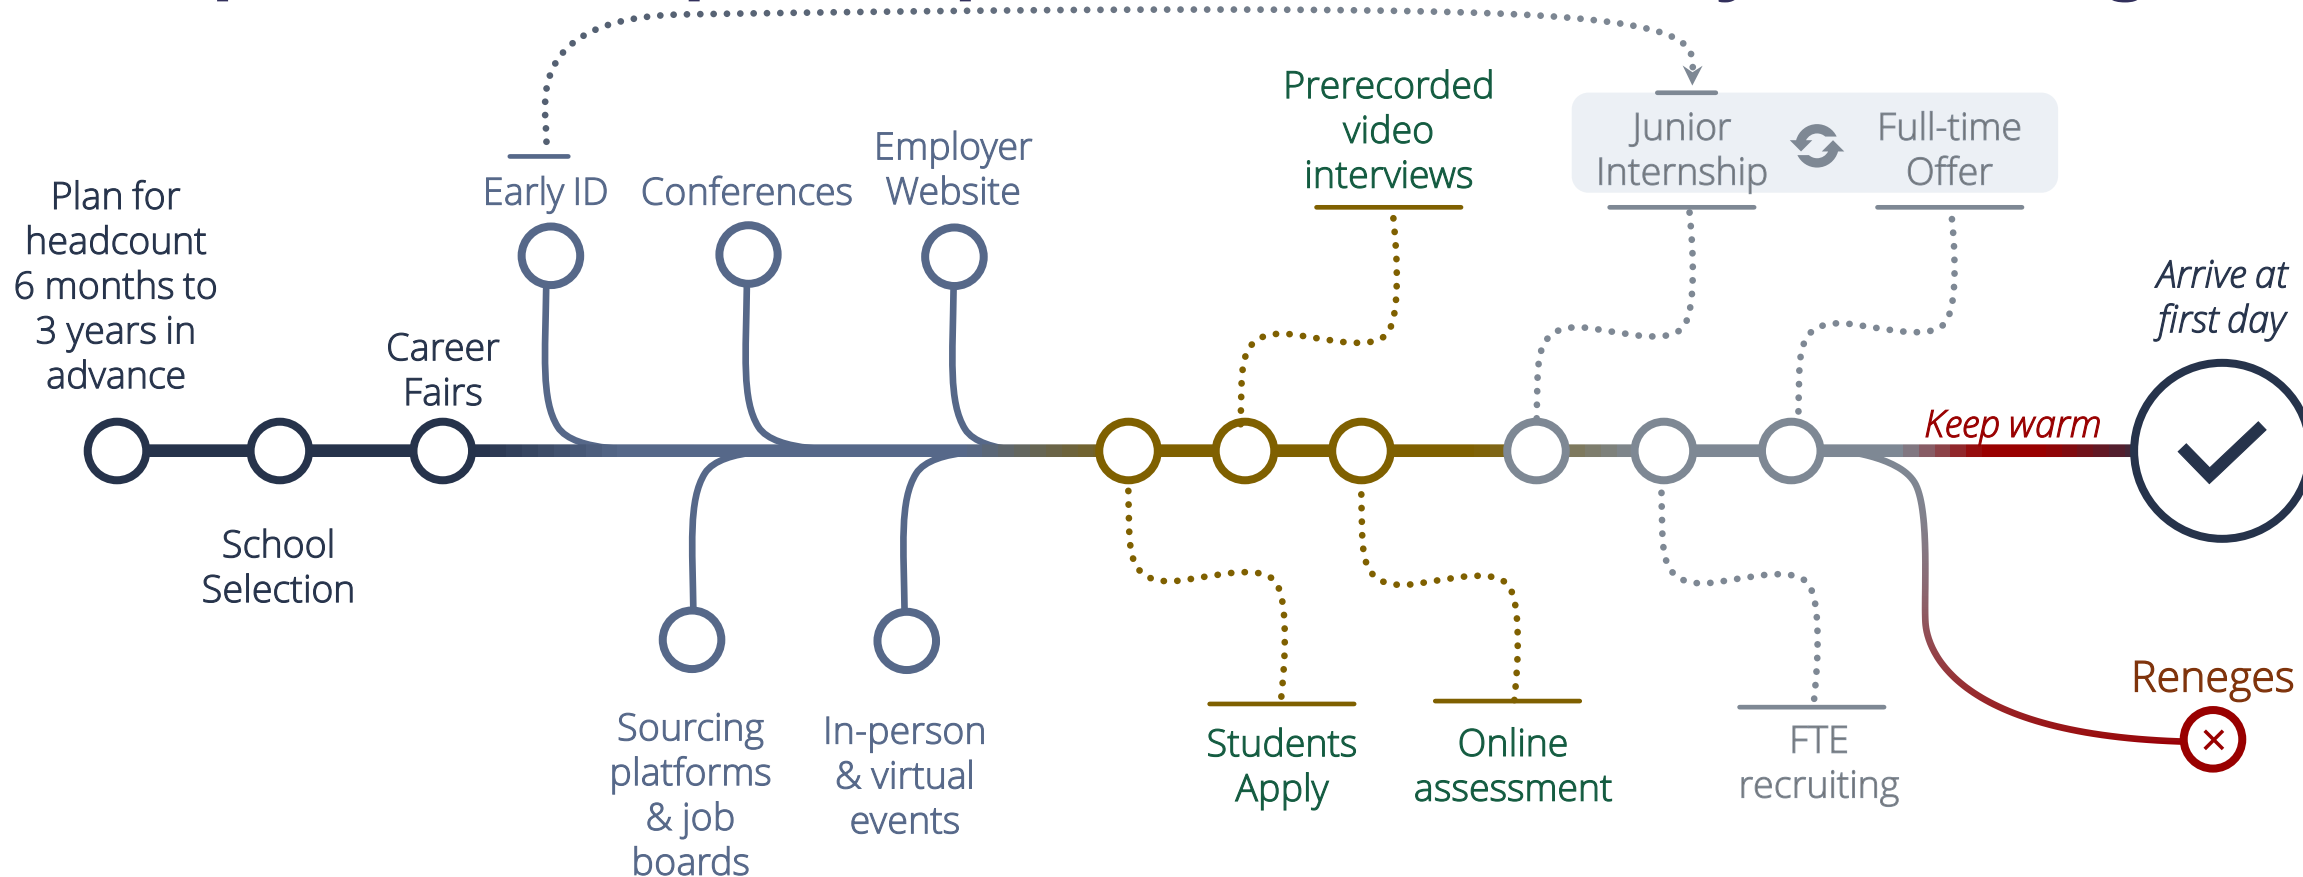 Plan for
headcount
6 months to
3 years in
advance
School
Selection
Career
Fairs
Early ID
Conferences
Employer
Website
Sourcing
platforms
& job
boards
In-person
& virtual
events
Students
Apply
Prerecorded
video
interviews
Online
assessment
Junior
Internship
Full-time
Offer
FTE
recruiting
Keep warm
Arrive at
first day
Reneges